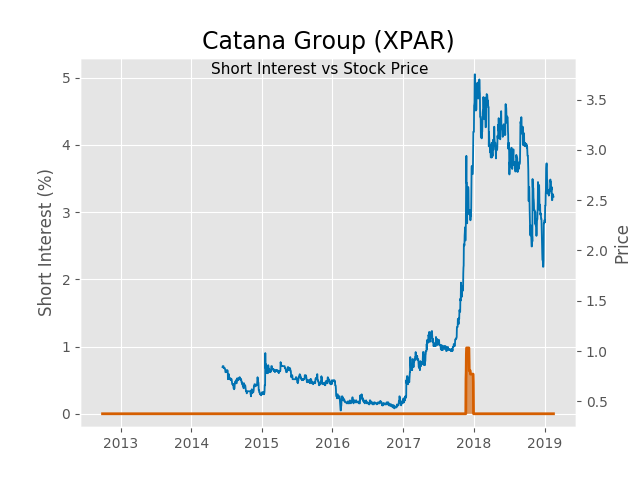 Catana Group (XPAR)
Short Interest vs Stock Price
Short Interest (%)
5
4
3
2
1
0
3.5
3.0
2.5
2.0
1.5
1.0
0.5
Price
2013 2014 2015 2016 2017 2018 2019